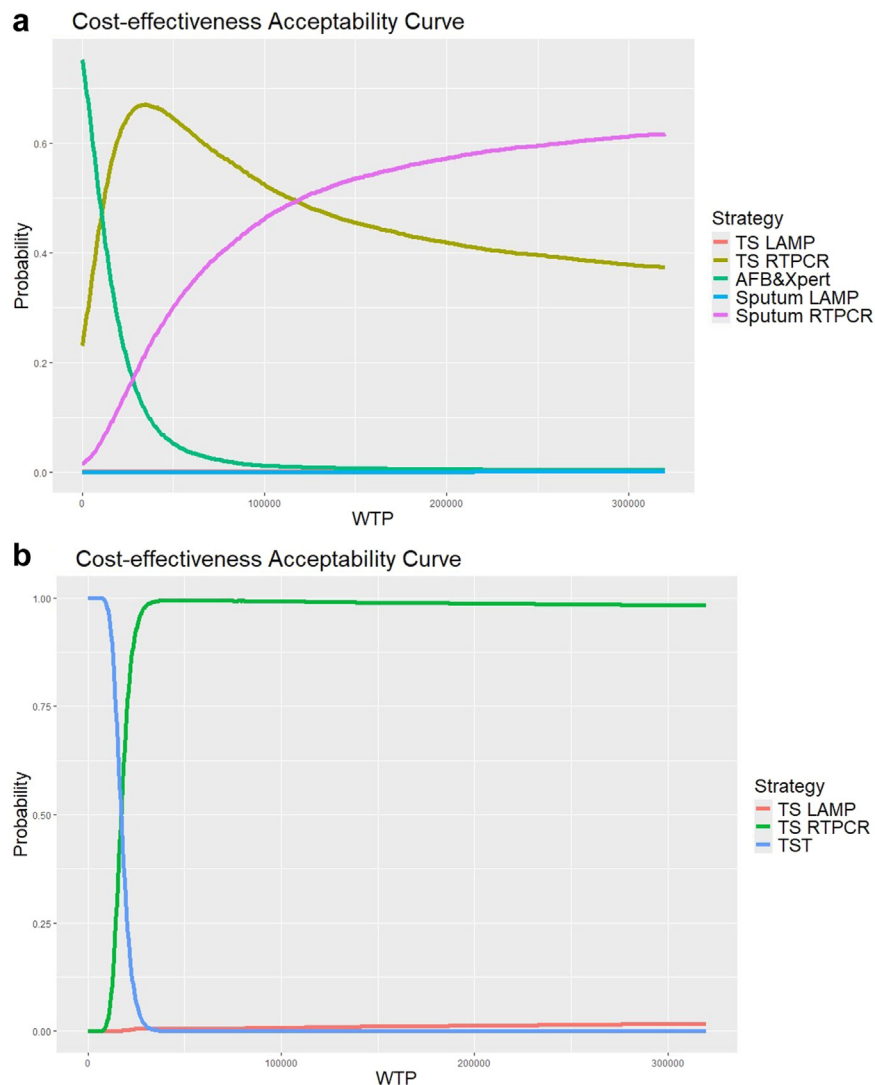 a
Cost-effectiveness Acceptability Curve
Probability
0.6
0.4
0.2
0.0
0
100000
200000
300000
WTP
Strategy
TS LAMP
TS RTPCR
AFB&Xpert
Sputum LAMP
Sputum RTPCR
b
Cost-effectiveness Acceptability Curve
Probability
1.00
0.75
0.50
0.25
0.00
0
100000
200000
300000
WTP
Strategy
TS LAMP
TS RTPCR
TST